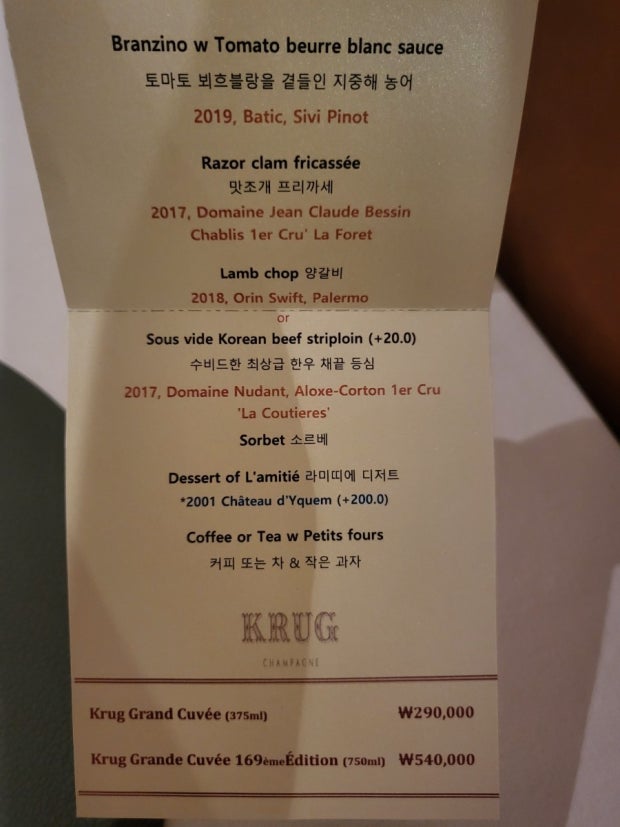 Branzino w Tomato beurre blanc sauce
토마토 뵈흐블랑을 곁들인 지중해 농어
2019, Batic, Sivi Pinot
Razor clam fricassée
맛조개 프리까세
2017, Domaine Jean Claude Bessin
Chablis 1er Cru' La Foret
Lamb chop 양갈비
2018, Orin Swift, Palermo
or
Sous vide Korean beef striploin (+20.0)
수비드한 최상급 한우 채끝 등심
2017, Domaine Nudant, Aloxe-Corton 1er Cru
'La Coutieres'
Sorbet 소르베
Dessert of L'amitié 라미띠에 디저트
*2001 Château d'Yquem (+200.0)
Coffee or Tea w Petits fours
커피 또는 차 & 작은 과자
KRUG
CHAMPAGNE
Krug Grand Cuvée (375ml) ₩290,000
Krug Grande Cuvée 169èmeÉdition (750ml) ₩540,000